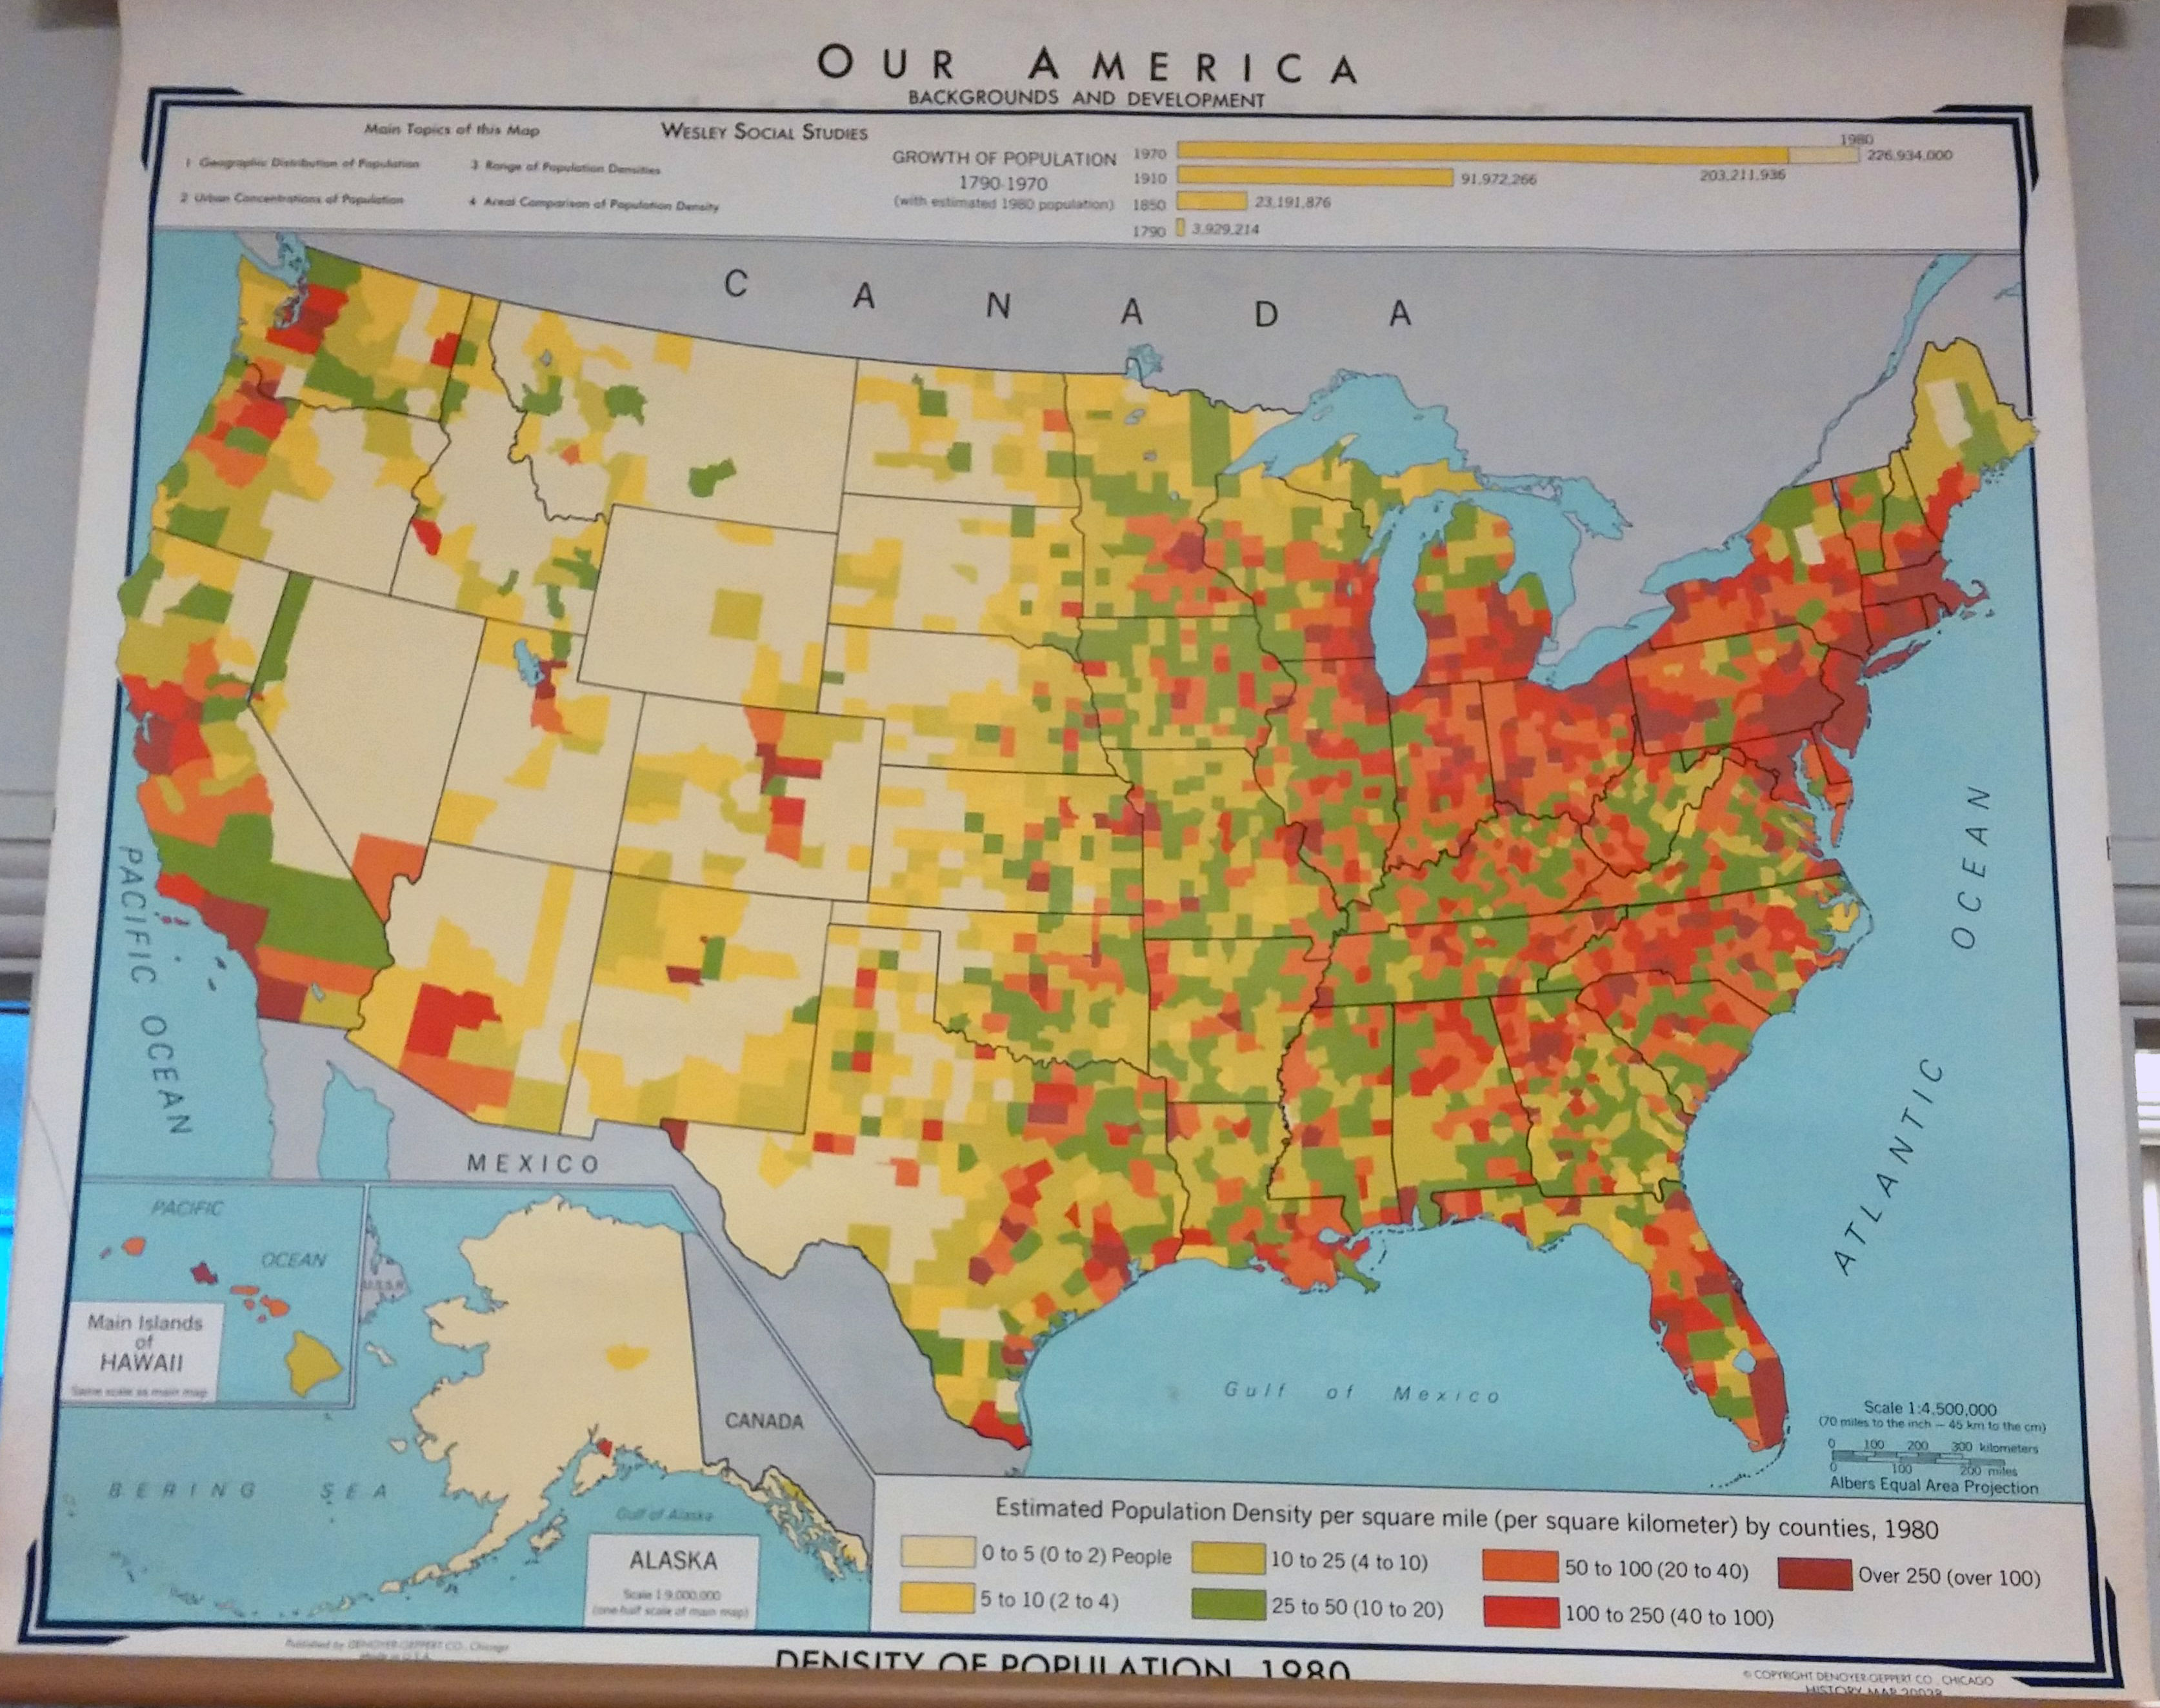 OUR AMERICA
BACKGROUNDS AND DEVELOPMENT
Main Topics of this Map
WESLEY SOCIAL STUDIES
1 Geographic Distribution of Population
3 Range of Population Densities
2 Urban Concentrations of Population
4 Areal Comparison of Population Density
GROWTH OF POPULATION
1790-1970
(with estimated 1980 population)
1980
1970 226,934,000
203,211,936
1910 91,972,266
1850 23,191,876
1790 3,929,214
CANADA
PACIFIC OCEAN
ATLANTIC OCEAN
MEXICO
PACIFIC
OCEAN
U.S.S.R.
Main Islands
of
HAWAII
Same scale as main map
CANADA
BERING SEA
Gulf of Alaska
ALASKA
Scale 1:9,000,000
(one-half scale of main map)
Gulf of Mexico
Scale 1:4,500,000
(70 miles to the inch — 45 km to the cm)
0 100 200 300 kilometers
0 100 200 miles
Albers Equal Area Projection
Estimated Population Density per square mile (per square kilometer) by counties, 1980
0 to 5 (0 to 2) People
10 to 25 (4 to 10)
50 to 100 (20 to 40)
Over 250 (over 100)
5 to 10 (2 to 4)
25 to 50 (10 to 20)
100 to 250 (40 to 100)
Published by DENOYER-GEPPERT CO., Chicago
DENSITY OF POPULATION, 1980
© COPYRIGHT DENOYER-GEPPERT CO., CHICAGO
HISTORY MAP